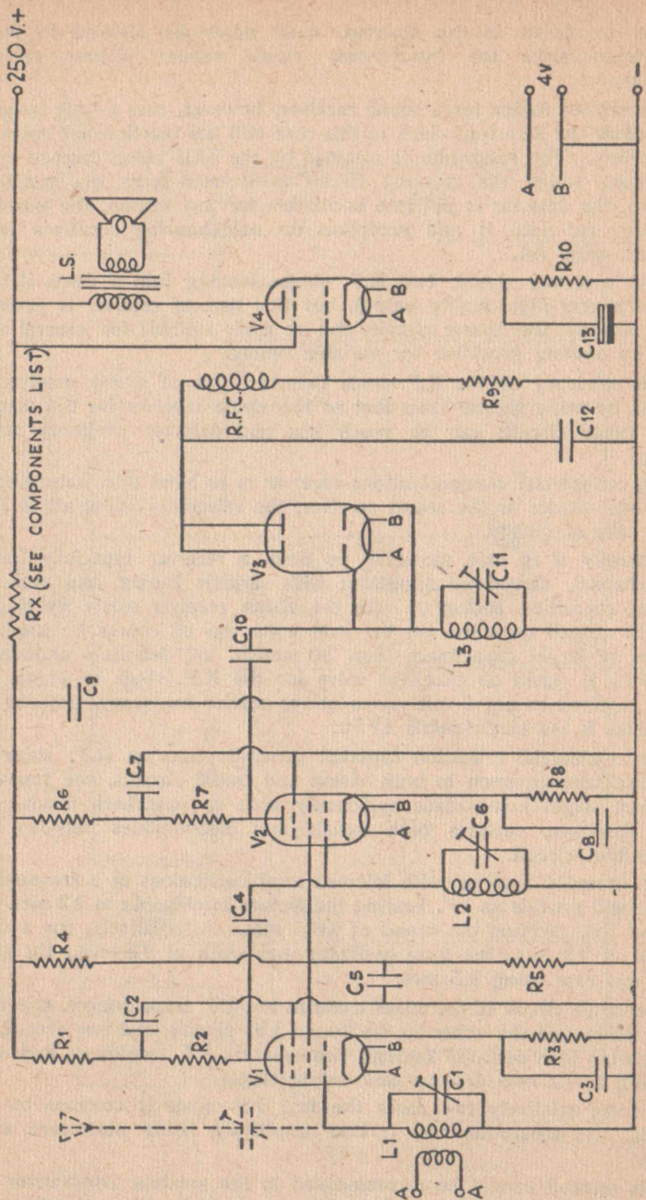 250 V.+
Rx (SEE COMPONENTS LIST)
L.S.
R1
R4
R6
C9
C2
C7
R2
R7
C4
C10
R.F.C.
V1
V2
V3
V4
A B
A B
A B
A B
A
4V
B
L1
C1
C5
L2
C6
L3
C11
R9
C3
R3
R5
C8
R8
C12
C13
R10
A
A
-